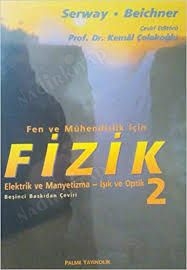 Serway • Beichner
Çeviri Editörü
Prof. Dr. Kemal Çolakoğlu
Fen ve Mühendislik İçin
FİZİK
Elektrik ve Manyetizma – Işık ve Optik
2
Beşinci Baskıdan Çeviri
PALME YAYINCILIK